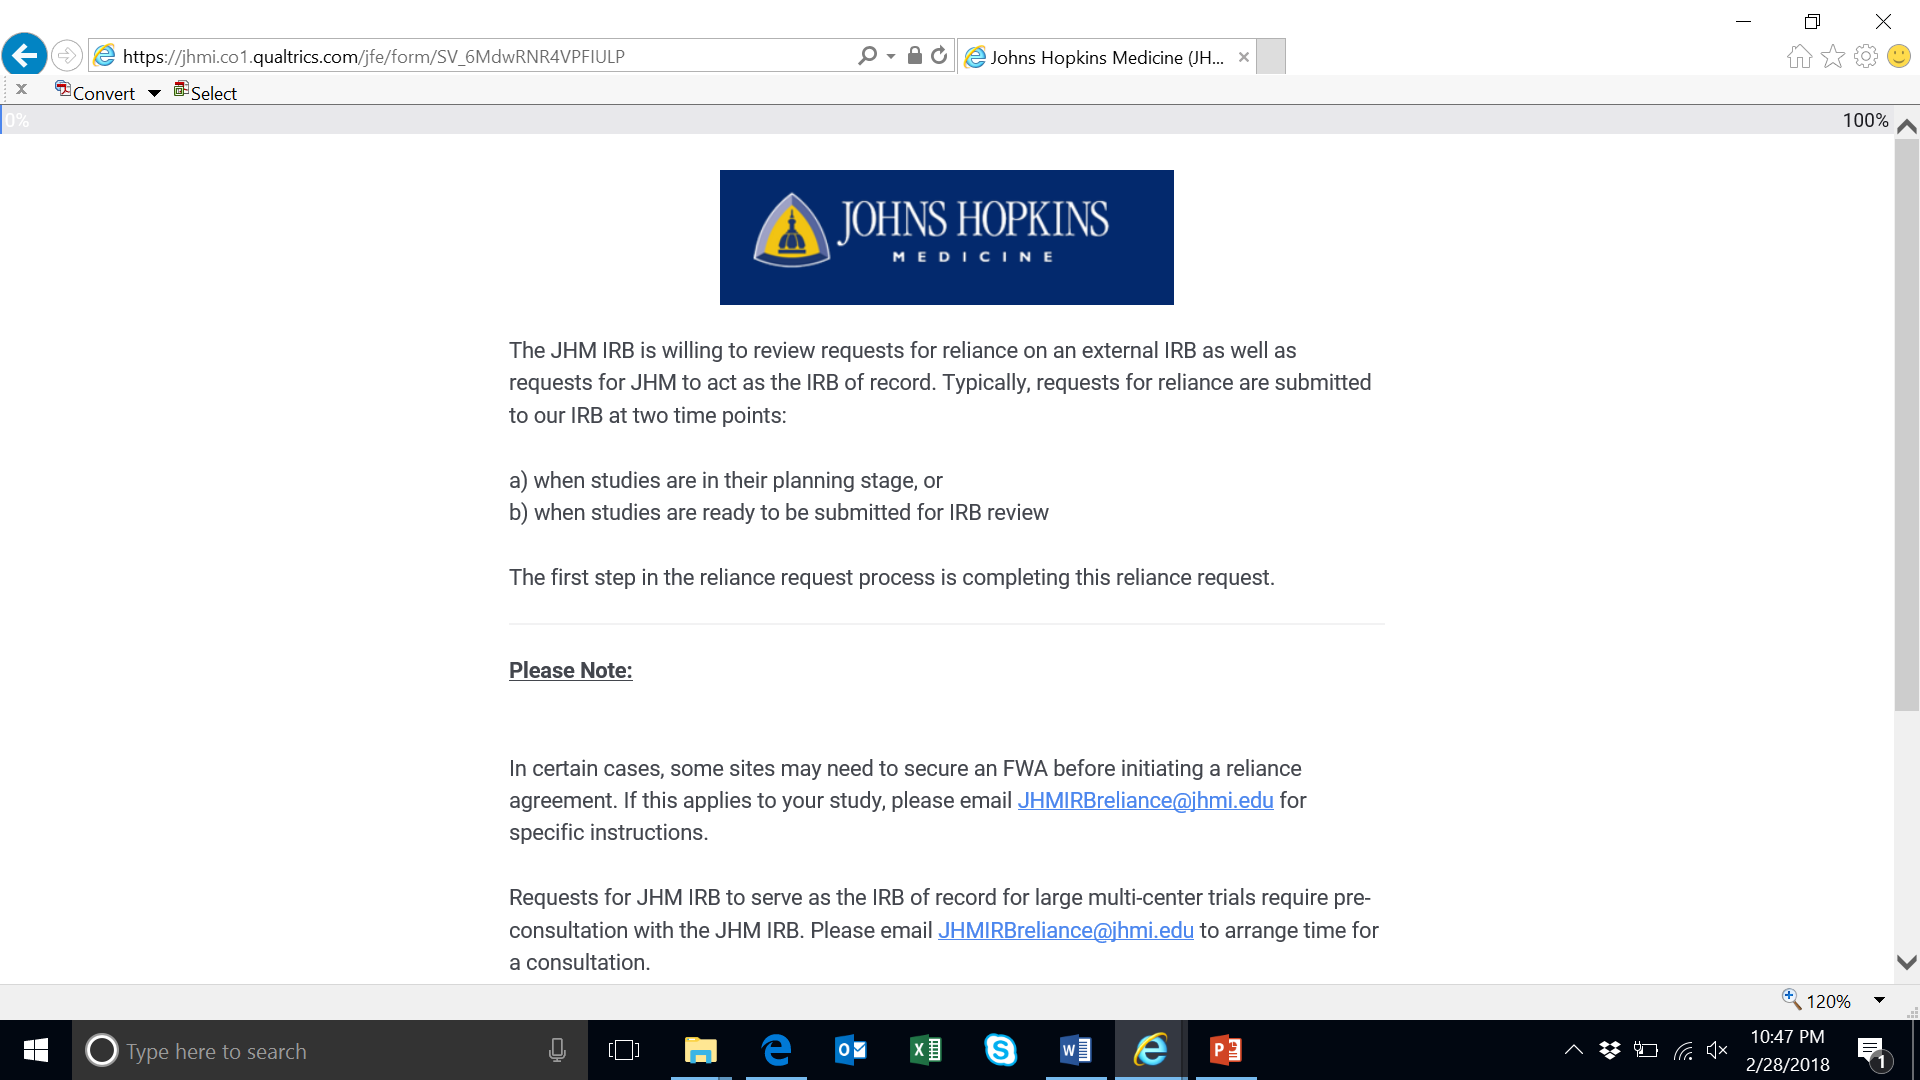 https://jhmi.co1.qualtrics.com/jfe/form/SV_6MdwRNR4VPFIULP
Johns Hopkins Medicine (JH...
x Convert Select
0% 100%
JOHNS HOPKINS
MEDICINE
The JHM IRB is willing to review requests for reliance on an external IRB as well as
requests for JHM to act as the IRB of record. Typically, requests for reliance are submitted
to our IRB at two time points:
a) when studies are in their planning stage, or
b) when studies are ready to be submitted for IRB review
The first step in the reliance request process is completing this reliance request.
Please Note:
In certain cases, some sites may need to secure an FWA before initiating a reliance
agreement. If this applies to your study, please email JHMIRBreliance@jhmi.edu for
specific instructions.
Requests for JHM IRB to serve as the IRB of record for large multi-center trials require pre-
consultation with the JHM IRB. Please email JHMIRBreliance@jhmi.edu to arrange time for
a consultation.
120%
Type here to search
10:47 PM
2/28/2018
1